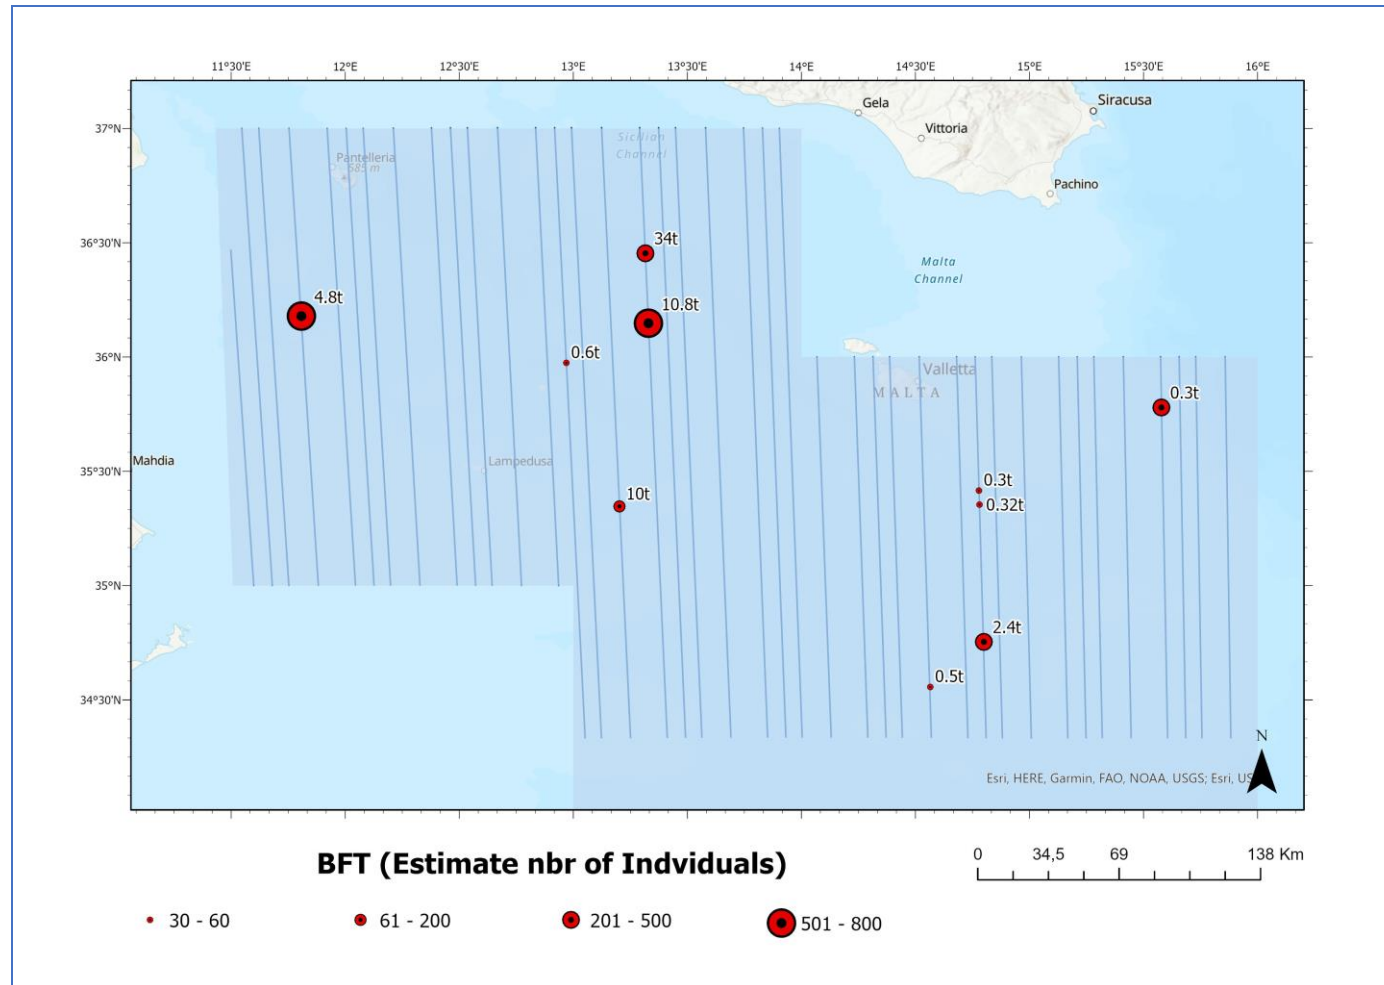 11°30'E 12°E 12°30'E 13°E 13°30'E 14°E 14°30'E 15°E 15°30'E 16°E
Gela
Siracusa
Vittoria
37°N
Sicilian
Channel
Pantelleria
585 m
Pachino
36°30'N
34t
Malta
Channel
4.8t
10.8t
36°N
0.6t
Valletta
MALTA
0.3t
Mahdia
Lampedusa
35°30'N
0.3t
10t
0.32t
35°N
2.4t
0.5t
34°30'N
N
Esri, HERE, Garmin, FAO, NOAA, USGS; Esri, US
BFT (Estimate nbr of Indviduals)
0 34,5 69 138 Km
30 - 60 61 - 200 201 - 500 501 - 800